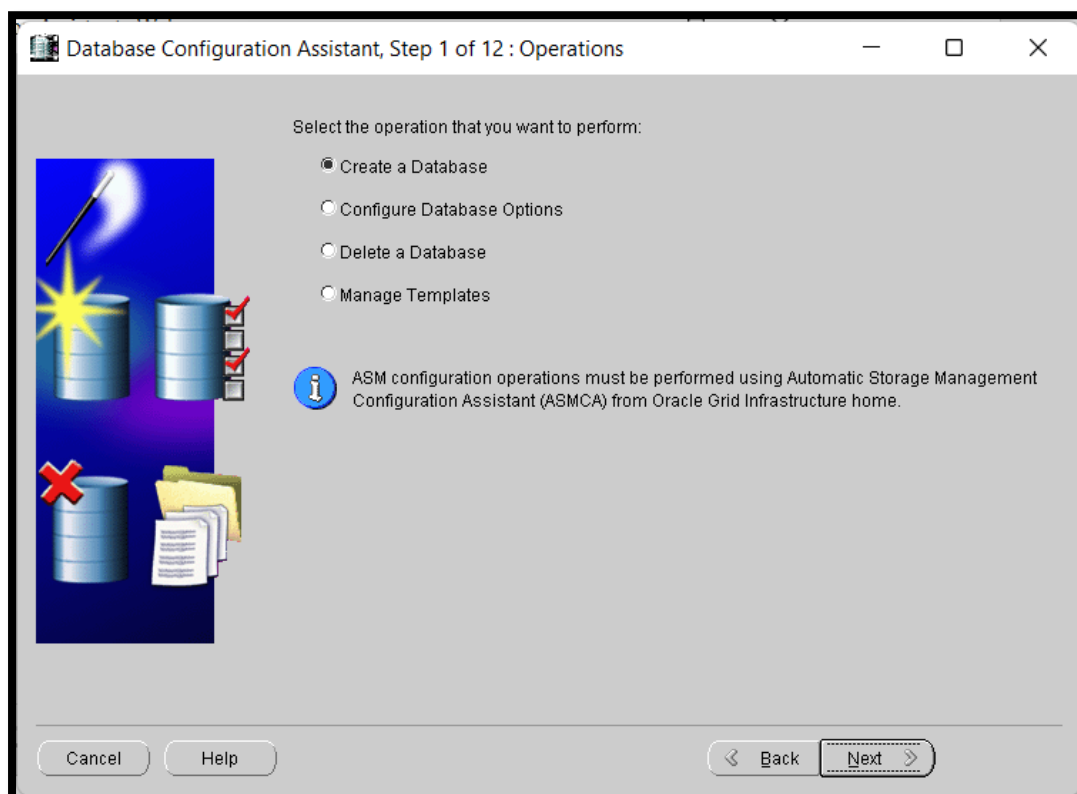 Database Configuration Assistant, Step 1 of 12 : Operations
Select the operation that you want to perform:
Create a Database
Configure Database Options
Delete a Database
Manage Templates
ASM configuration operations must be performed using Automatic Storage Management
Configuration Assistant (ASMCA) from Oracle Grid Infrastructure home.
Cancel
Help
Back
Next